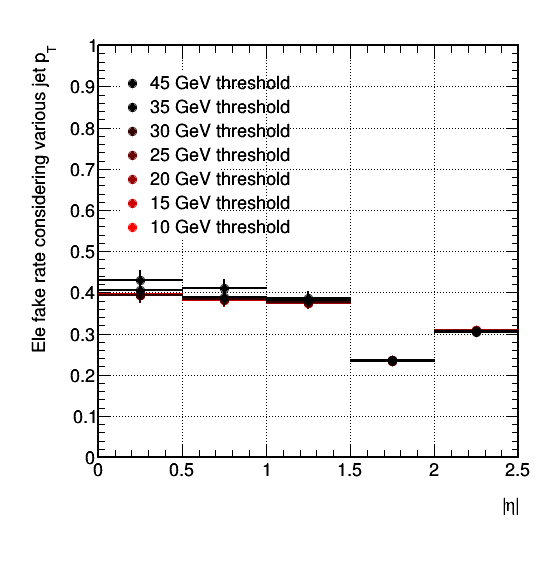 Ele fake rate considering various jet p_T
1
0.9
0.8
0.7
0.6
0.5
0.4
0.3
0.2
0.1
0
45 GeV threshold
35 GeV threshold
30 GeV threshold
25 GeV threshold
20 GeV threshold
15 GeV threshold
10 GeV threshold
0 0.5 1 1.5 2 2.5
|η|